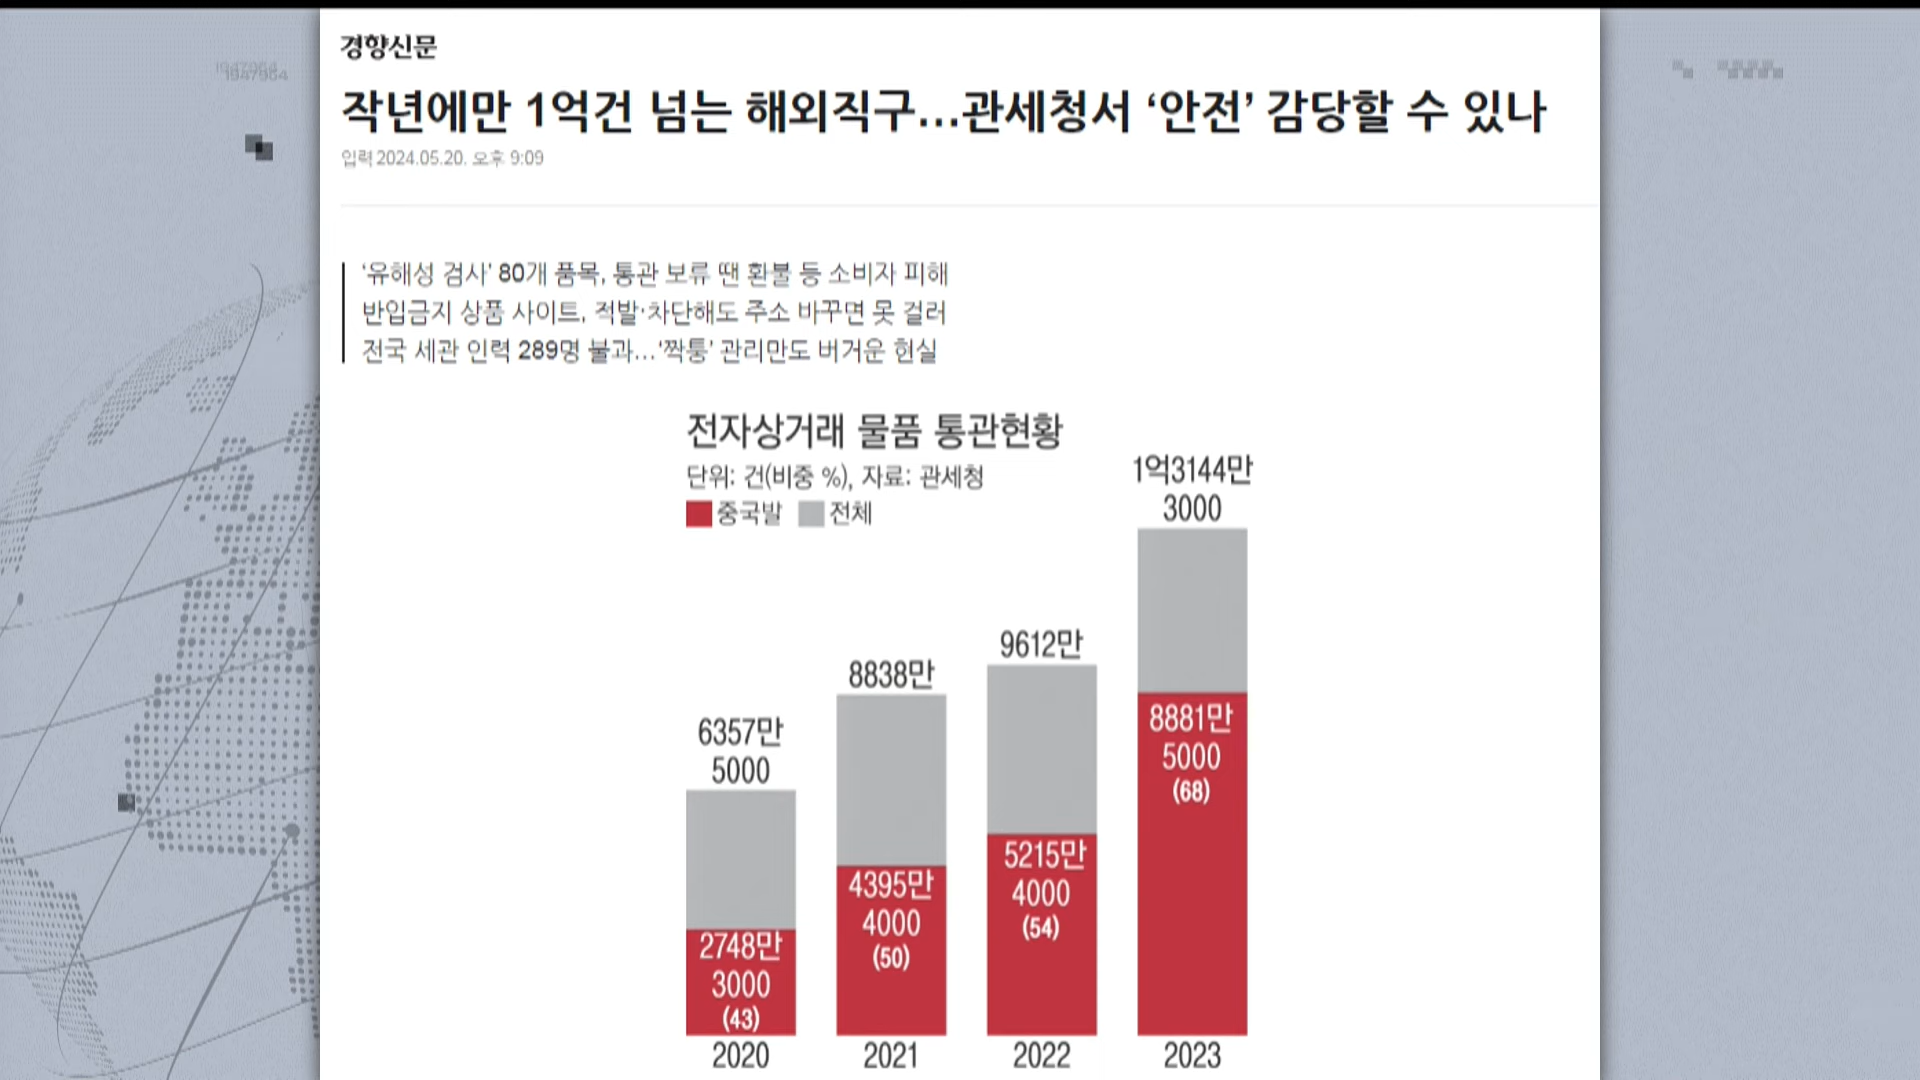 1947964
1947964
경향신문
작년에만 1억건 넘는 해외직구…관세청서 ‘안전’ 감당할 수 있나
입력 2024.05.20. 오후 9:09
‘유해성 검사’ 80개 품목, 통관 보류 땐 환불 등 소비자 피해
반입금지 상품 사이트, 적발·차단해도 주소 바꾸면 못 걸러
전국 세관 인력 289명 불과…‘짝퉁’ 관리만도 버거운 현실
전자상거래 물품 통관현황
단위: 건(비중 %), 자료: 관세청
중국발 전체
6357만
5000
2748만
3000
(43)
2020
8838만
4395만
4000
(50)
2021
9612만
5215만
4000
(54)
2022
1억3144만
3000
8881만
5000
(68)
2023